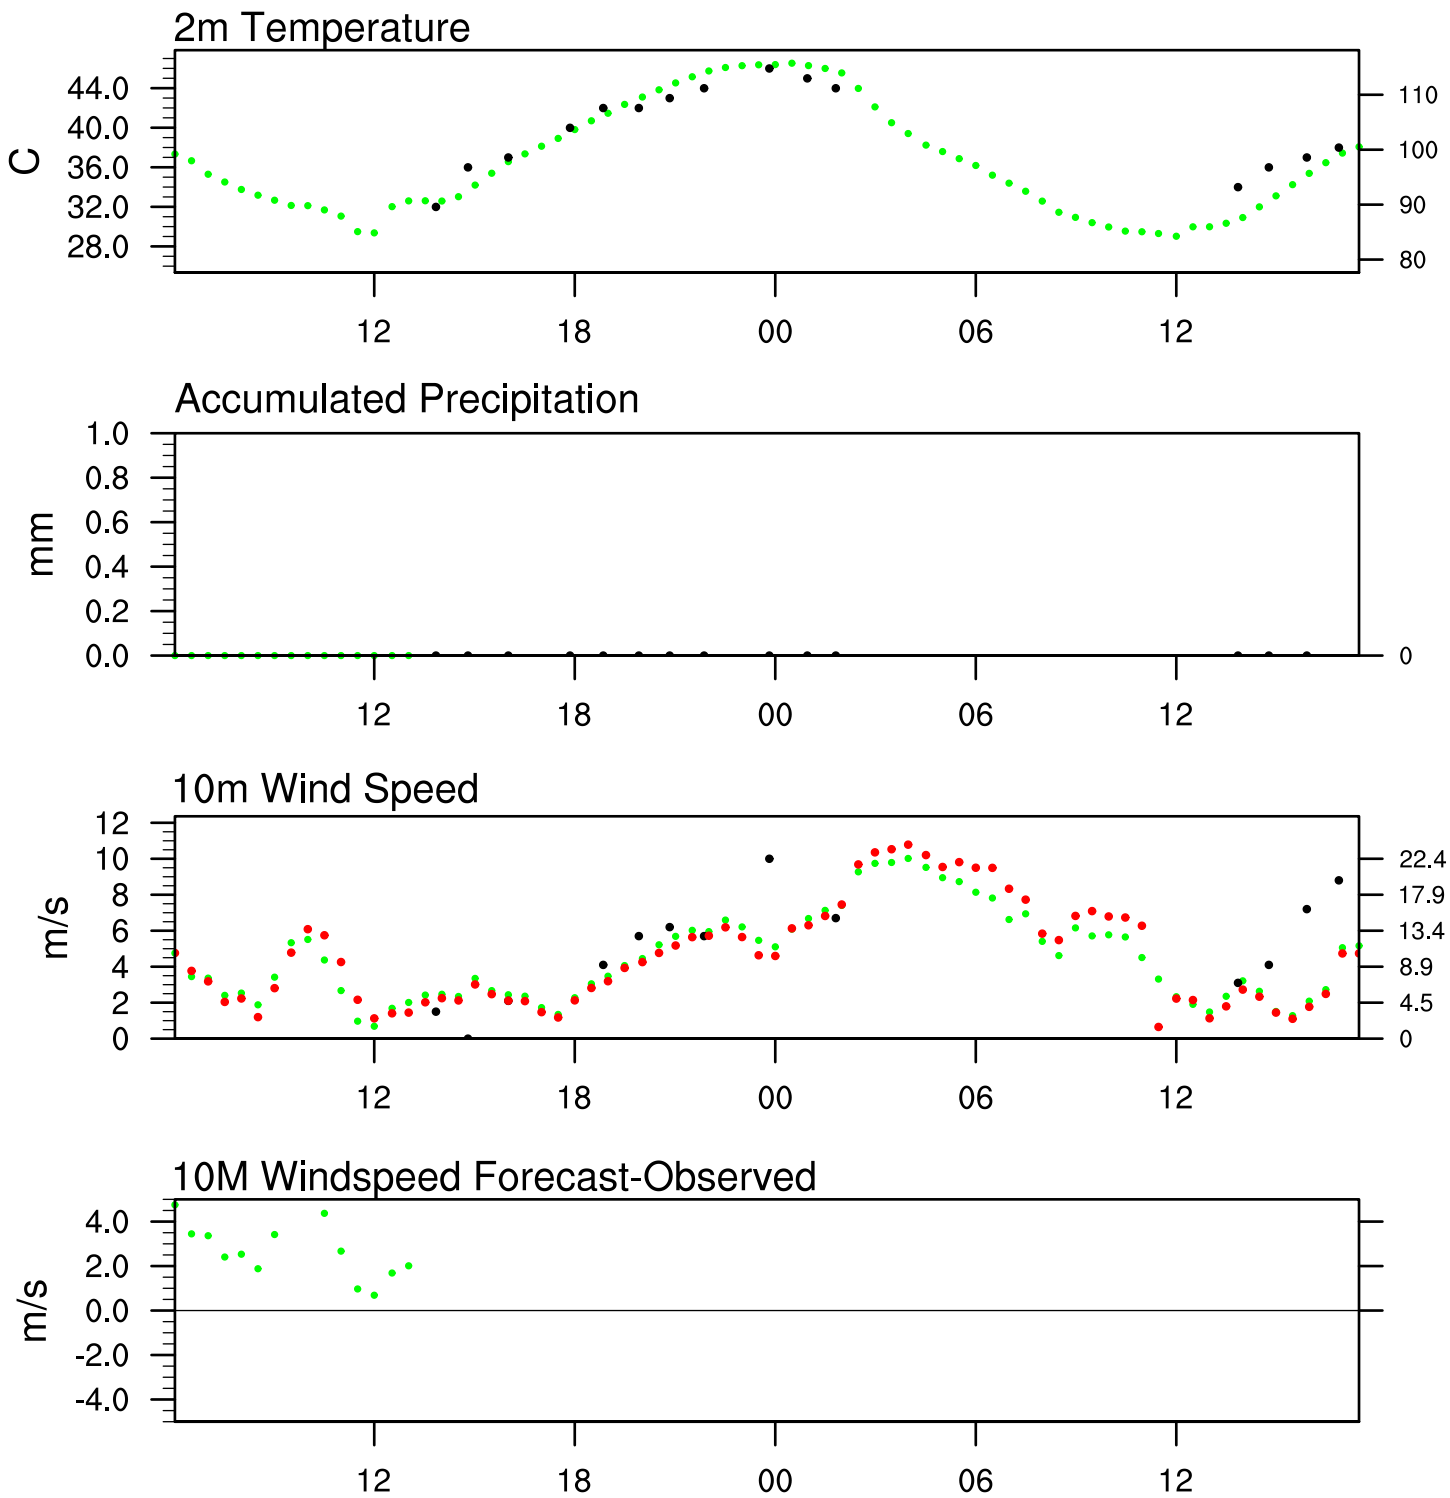 2m Temperature
C
44.0
40.0
36.0
32.0
28.0
110
100
90
80
12 18 00 06 12
Accumulated Precipitation
mm
1.0
0.8
0.6
0.4
0.2
0.0
0
12 18 00 06 12
10m Wind Speed
m/s
12
10
8
6
4
2
0
22.4
17.9
13.4
8.9
4.5
0
12 18 00 06 12
10M Windspeed Forecast-Observed
m/s
4.0
2.0
0.0
-2.0
-4.0
12 18 00 06 12